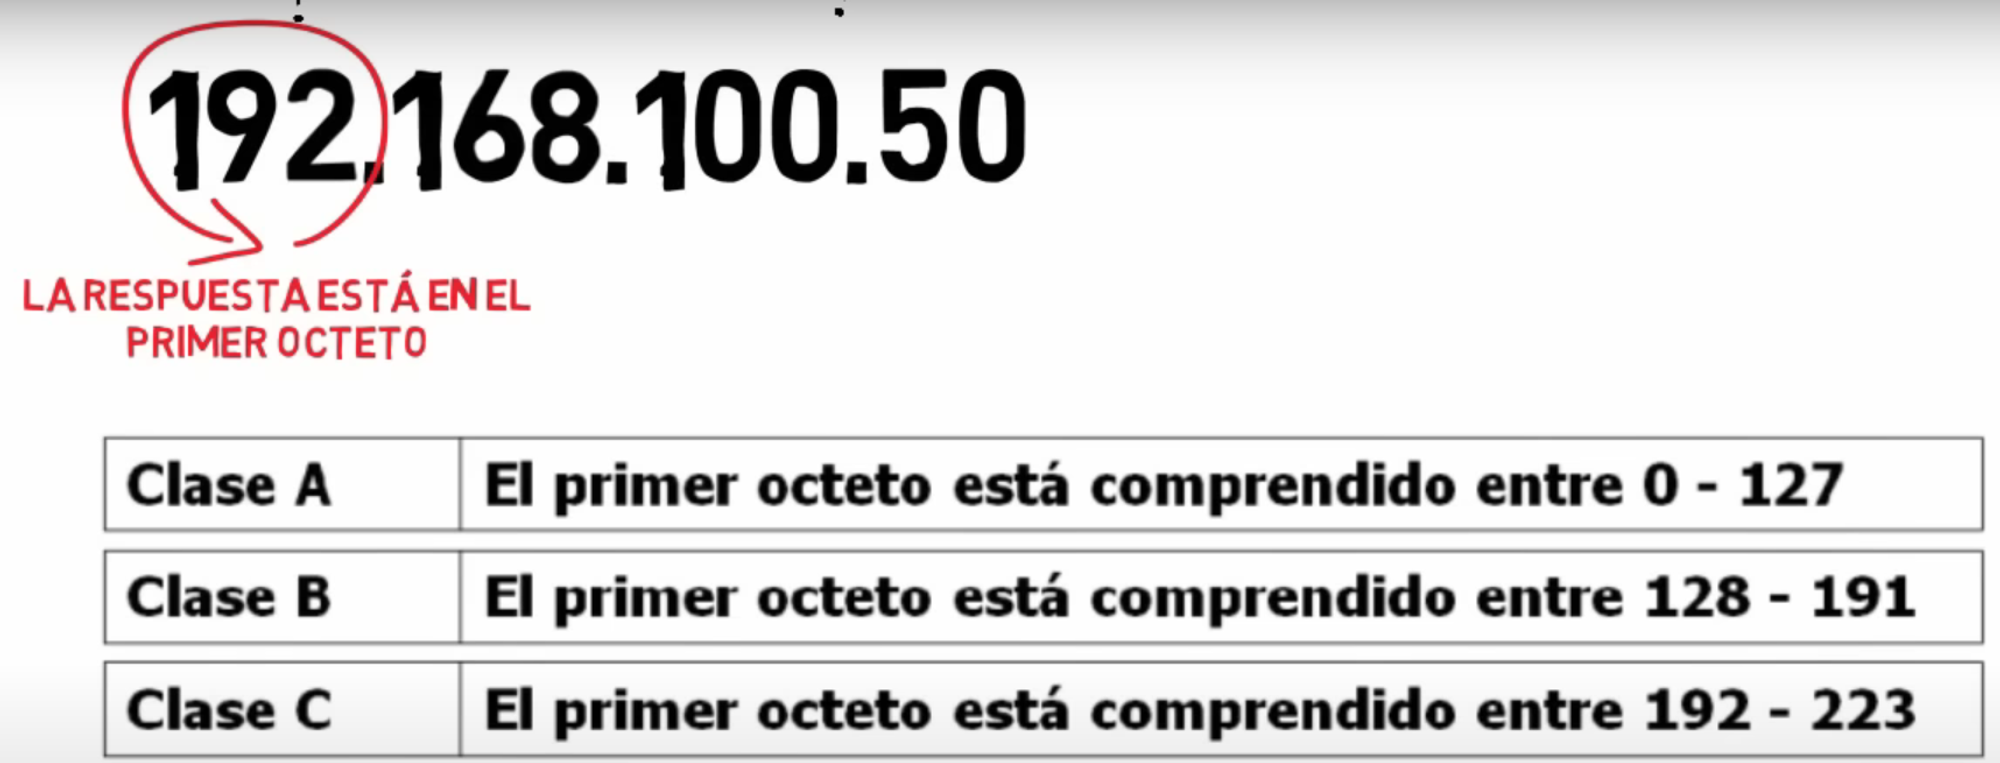 192.168.100.50
LA RESPUESTA ESTÁ EN EL
PRIMER OCTETO
Clase A El primer octeto está comprendido entre 0 - 127
Clase B El primer octeto está comprendido entre 128 - 191
Clase C El primer octeto está comprendido entre 192 - 223